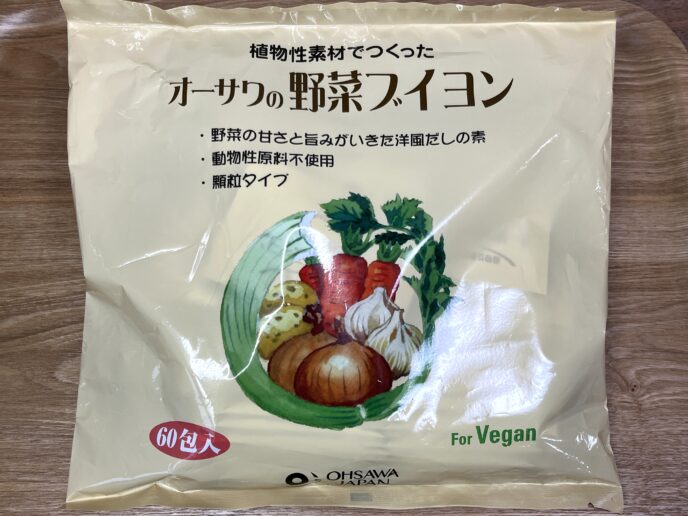 植物性素材でつくった
オーサワの野菜ブイヨン
・野菜の甘さと旨みがいきた洋風だしの素
・動物性原料不使用
・顆粒タイプ
60包入
For Vegan
OHSAWA
JAPAN